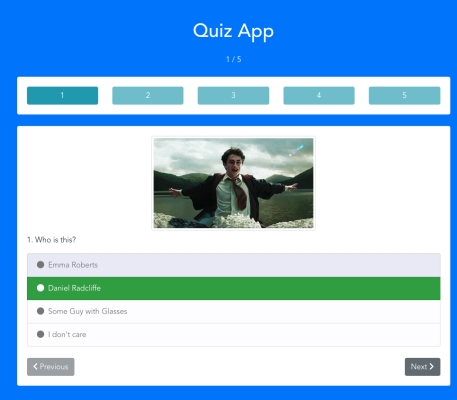 Quiz App
1 / 5
1 2 3 4 5
1. Who is this?
Emma Roberts
Daniel Radcliffe
Some Guy with Glasses
I don't care
Previous Next